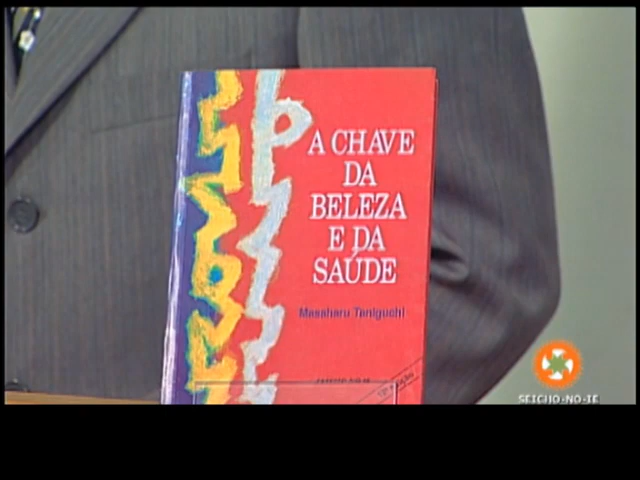 A CHAVE
DA
BELEZA
E DA
SAÚDE
Masaharu Taniguchi
SEICHO-NO-IE